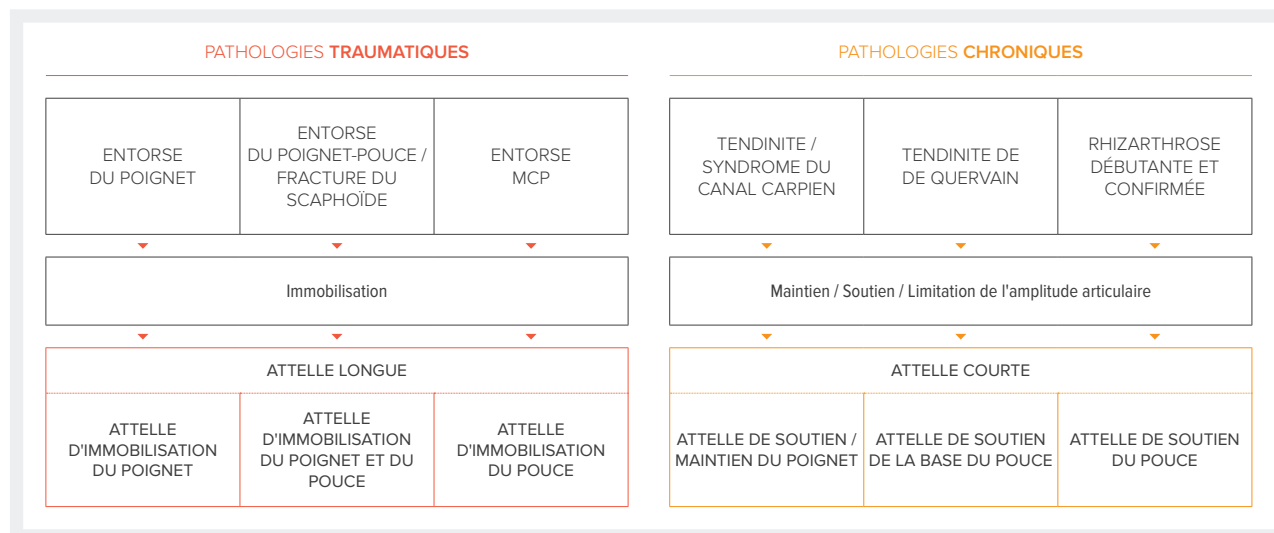 PATHOLOGIES TRAUMATIQUES
ENTORSE
DU POIGNET
ENTORSE
DU POIGNET-POUCE /
FRACTURE DU
SCAPHOÏDE
ENTORSE
MCP
Immobilisation
ATTELLE LONGUE
ATTELLE
D'IMMOBILISATION
DU POIGNET
ATTELLE
D'IMMOBILISATION
DU POIGNET ET DU
POUCE
ATTELLE
D'IMMOBILISATION
DU POUCE
PATHOLOGIES CHRONIQUES
TENDINITE /
SYNDROME DU
CANAL CARPIEN
TENDINITE DE
DE QUERVAIN
RHIZARTHROSE
DÉBUTANTE ET
CONFIRMÉE
Maintien / Soutien / Limitation de l'amplitude articulaire
ATTELLE COURTE
ATTELLE DE SOUTIEN /
MAINTIEN DU POIGNET
ATTELLE DE SOUTIEN
DE LA BASE DU POUCE
ATTELLE DE SOUTIEN
DU POUCE